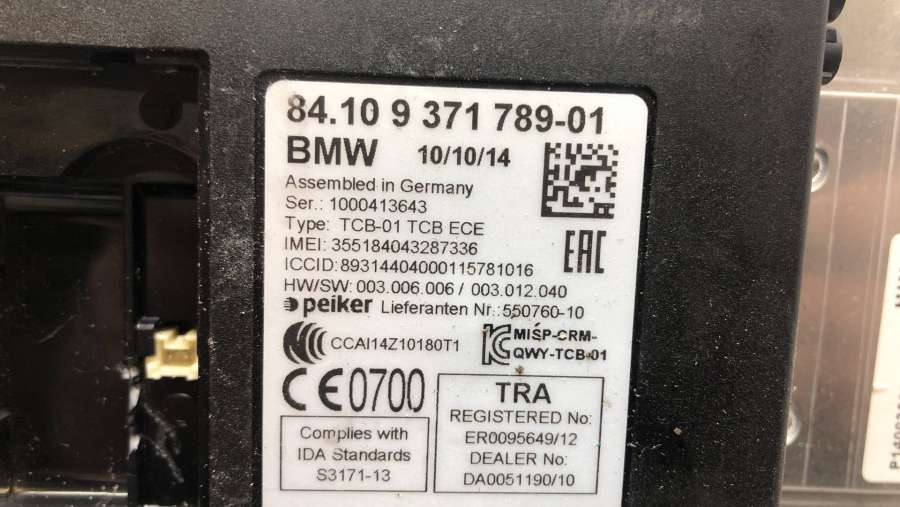 84.10 9 371 789-01
BMW 10/10/14
Assembled in Germany
Ser.: 1000413643
Type: TCB-01 TCB ECE
IMEI: 355184043287336
ICCID: 89314404000115781016
HW/SW: 003.006.006 / 003.012.040
peiker Lieferanten Nr.: 550760-10
CCAI14Z10180T1
MIŚP-CRM-
QWY-TCB-01
CE0700
Complies with
IDA Standards
S3171-13
TRA
REGISTERED No:
ER0095649/12
DEALER No:
DA0051190/10
EAC